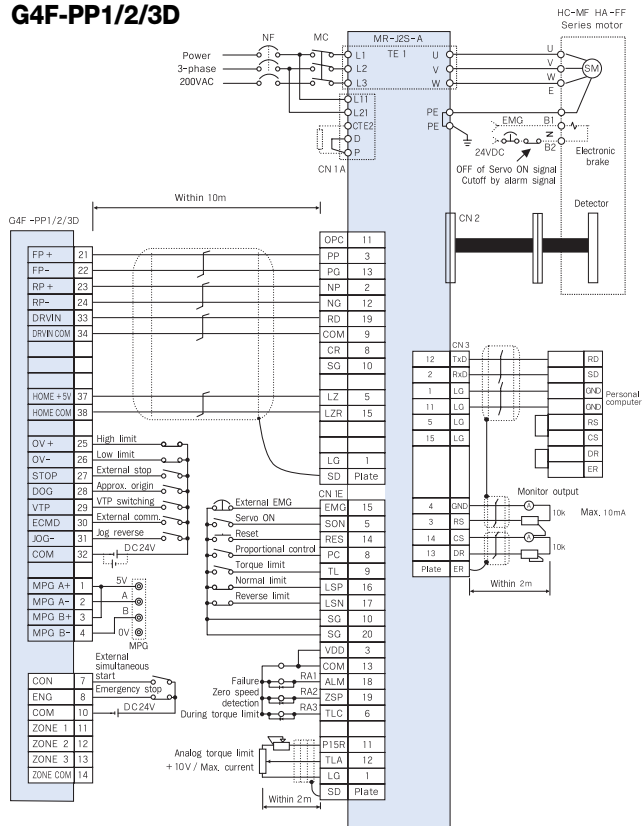 G4F-PP1/2/3D
HC-MF HA-FF
Series motor
NF MC MR-J2S-A
TE 1
Power
3-phase
200VAC
L1 U U
L2 V V SM
L3 W W
E
L11
L21
CTE2
D
P
CN 1A
PE
PE
EMG B1
24VDC B2
Electronic
brake
OFF of Servo ON signal
Cutoff by alarm signal
Detector
CN 2
Within 10m
G4F -PP1/2/3D
FP + 21
FP- 22
RP + 23
RP- 24
DRVIN 33
DRVIN COM 34
HOME + 5V 37
HOME COM 38
OV + 25 High limit
OV- 26 Low limit
STOP 27 External stop
DOG 28 Approx. origin
VTP 29 VTP switching
ECMD 30 External comm.
JOG- 31 Jog reverse
COM 32 DC24V
MPG A+ 1 5V
MPG A- 2 A
MPG B+ 3 B
MPG B- 4 0V
MPG
External
simultaneous
start
CON 7
ENG 8 Emergency stop
COM 10 DC24V
ZONE 1 11
ZONE 2 12
ZONE 3 13
ZONE COM 14
OPC 11
PP 3
PG 13
NP 2
NG 12
RD 19
COM 9
CR 8
SG 10
LZ 5
LZR 15
LG 1
SD Plate
CN 1E
External EMG EMG 15
Servo ON SON 5
Reset RES 14
Proportional control PC 8
Torque limit TL 9
Normal limit LSP 16
Reverse limit LSN 17
SG 10
SG 20
VDD 3
COM 13
Failure RA1 ALM 18
Zero speed
detection RA2 ZSP 19
During torque limit RA3 TLC 6
P15R 11
Analog torque limit
+10V / Max. current
TLA 12
LG 1
SD Plate
Within 2m
CN 3
12 TxD RD
2 RxD SD
1 LG GND
11 LG GND
5 LG RS
15 LG CS
DR
ER
Personal
computer
Monitor output
4 GND A 10k Max. 10mA
3 RS
14 CS A 10k
13 DR
Plate ER
Within 2m